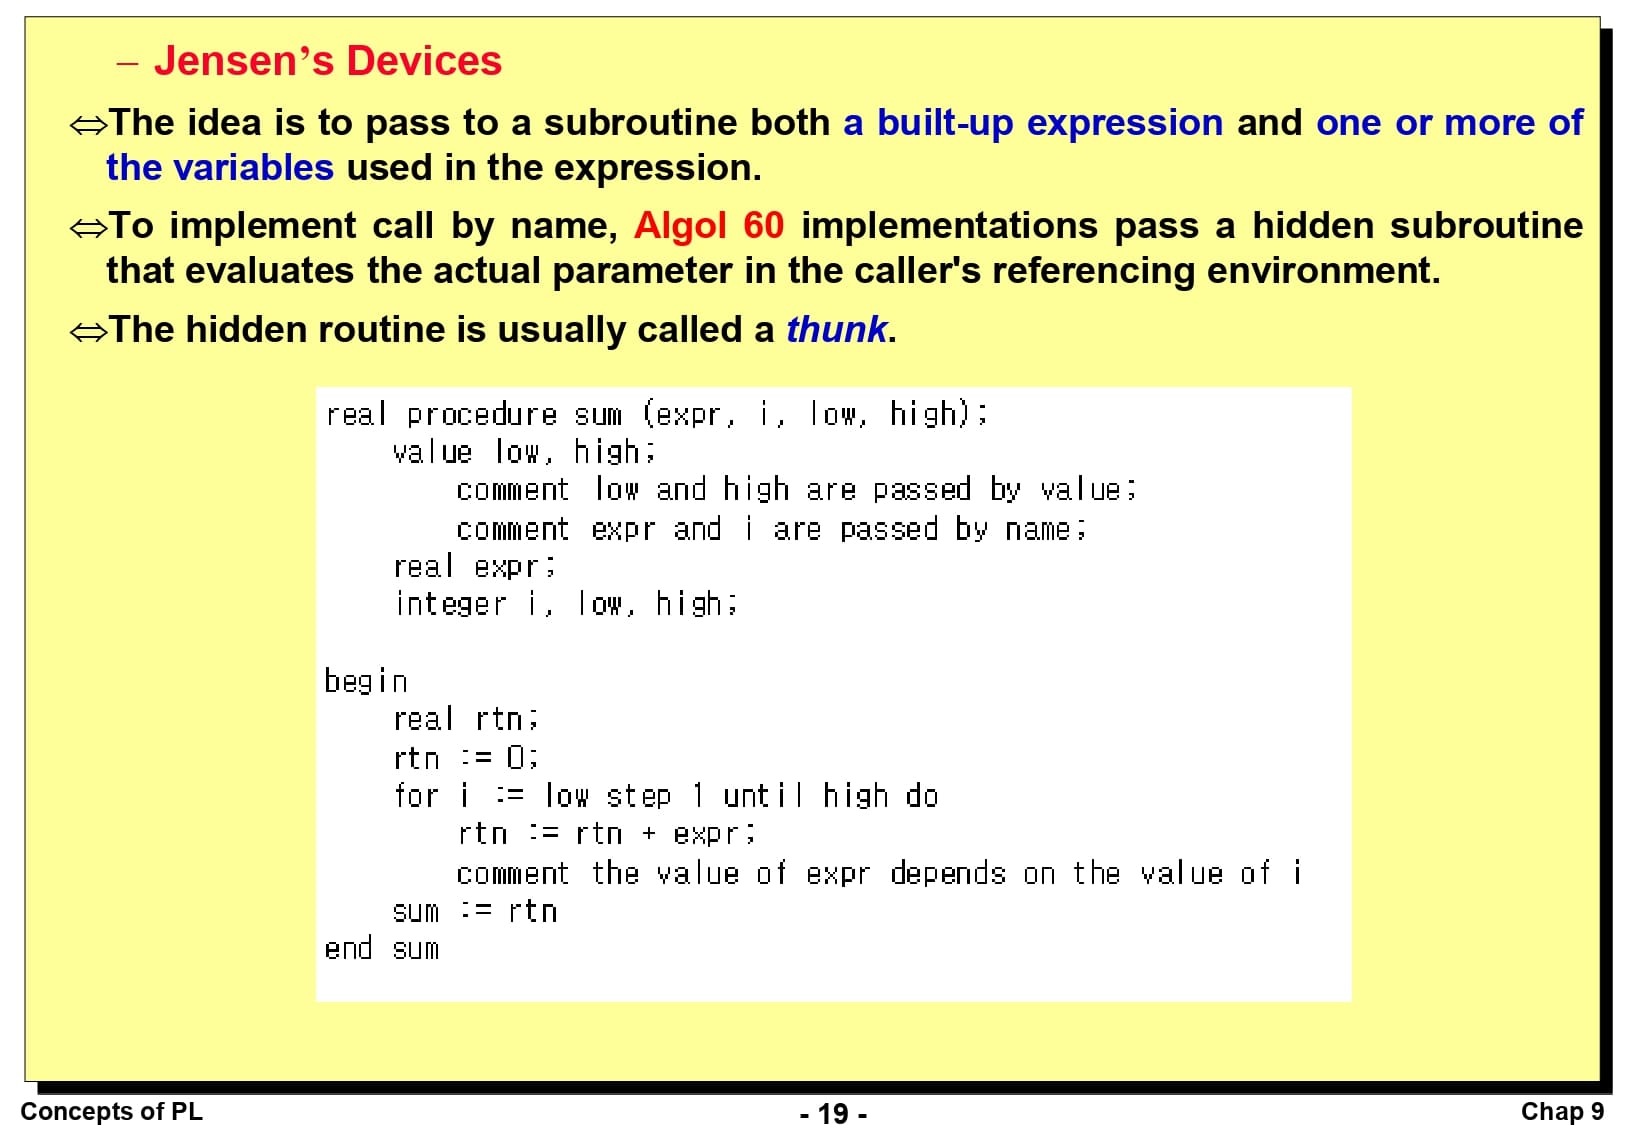 – Jensen’s Devices
⇔The idea is to pass to a subroutine both a built-up expression and one or more of
the variables used in the expression.
⇔To implement call by name, Algol 60 implementations pass a hidden subroutine
that evaluates the actual parameter in the caller's referencing environment.
⇔The hidden routine is usually called a thunk.
real procedure sum (expr, i, low, high);
value low, high;
comment low and high are passed by value;
comment expr and i are passed by name;
real expr;
integer i, low, high;
begin
real rtn;
rtn := 0;
for i := low step 1 until high do
rtn := rtn + expr;
comment the value of expr depends on the value of i
sum := rtn
end sum
Concepts of PL
- 19 -
Chap 9